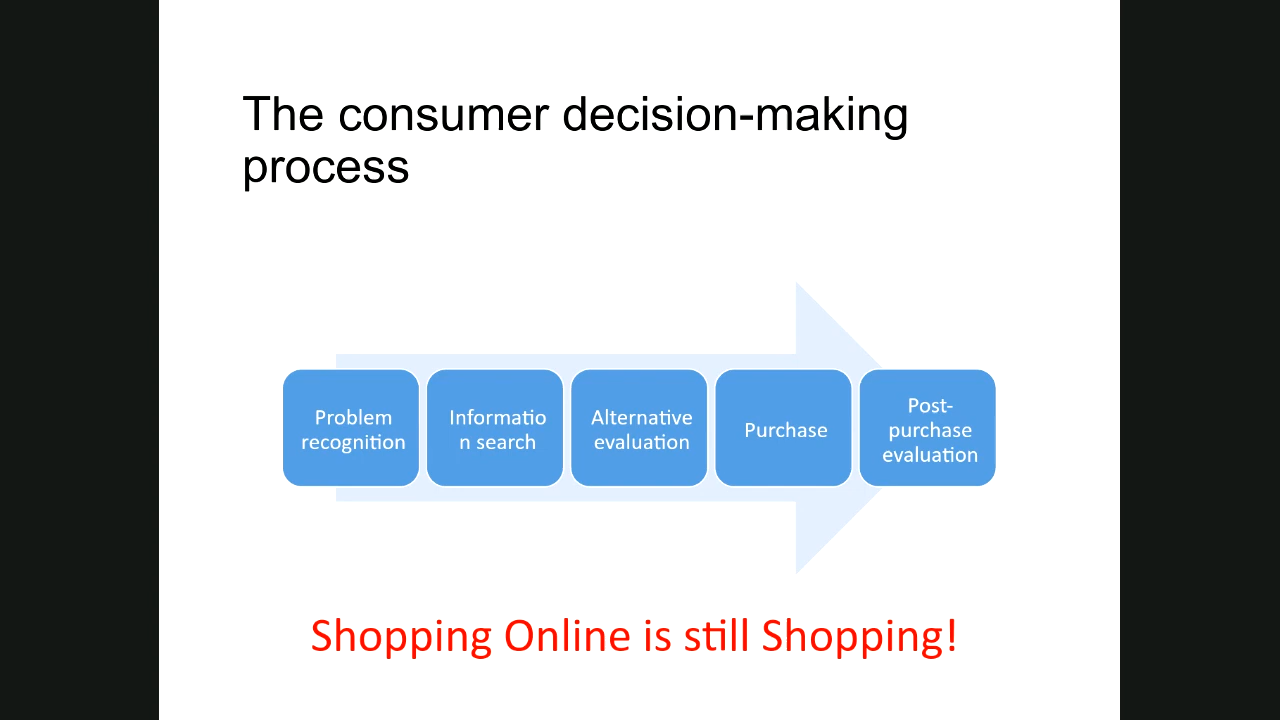 The consumer decision-making
process
Problem
recognition
Informatio
n search
Alternative
evaluation
Purchase
Post-
purchase
evaluation
Shopping Online is still Shopping!